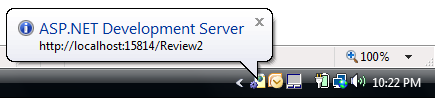 ASP.NET Development Server
http://localhost:15814/Review2
100%
10:22 PM